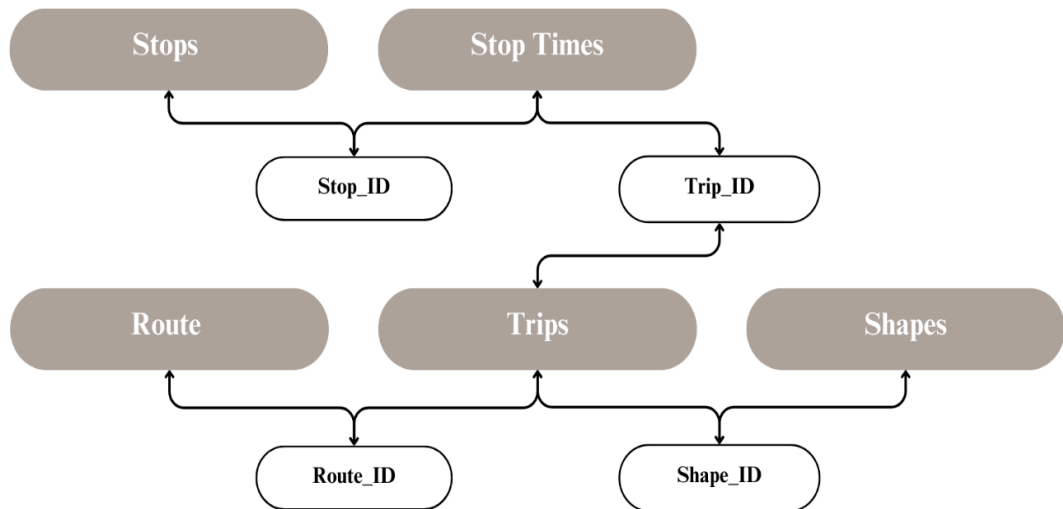 Stops
Stop Times
Stop_ID
Trip_ID
Route
Trips
Shapes
Route_ID
Shape_ID